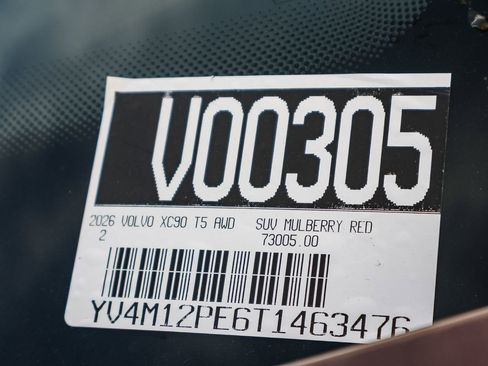 V00305
2026 VOLVO XC90 T5 AWD SUV MULBERRY RED
2 73005.00
YV4M12PE6T1463476